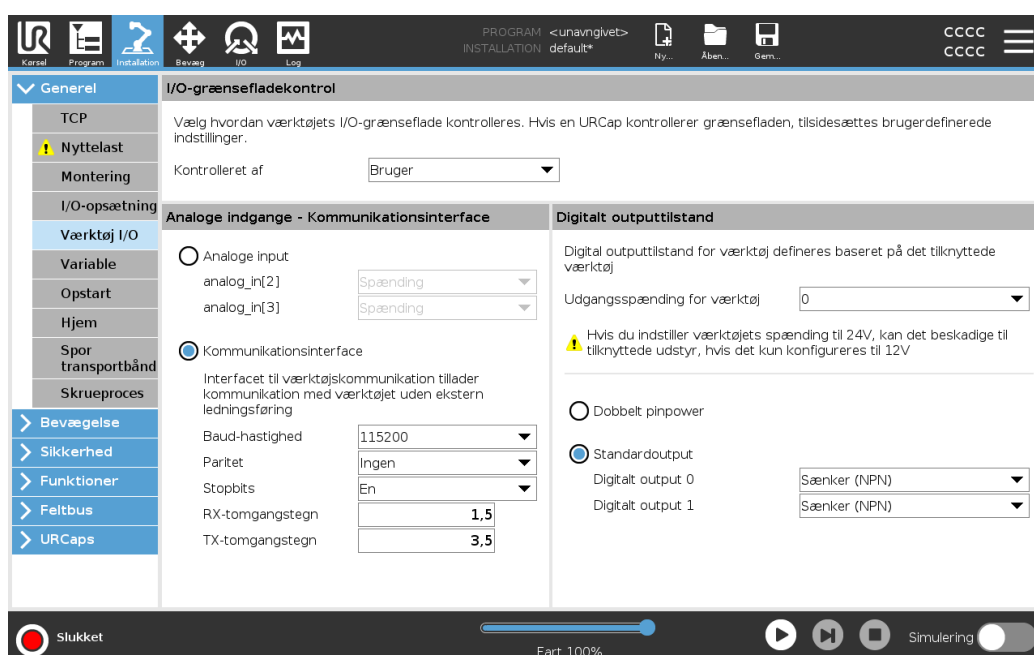 UR
Kørsel
Program
Installation
Bevæg
I/O
Log
PROGRAM <unavngivet>
INSTALLATION default*
Ny...
Åben...
Gem...
CCCC
CCCC
Generel
TCP
Nyttelast
Montering
I/O-opsætning
Værktøj I/O
Variable
Opstart
Hjem
Spor
transportbånd
Skrueproces
Bevægelse
Sikkerhed
Funktioner
Feltbus
URCaps
I/O-grænsefladekontrol
Vælg hvordan værktøjets I/O-grænseflade kontrolleres. Hvis en URCap kontrollerer grænsefladen, tilsidesættes brugerdefinerede
indstillinger.
Kontrolleret af Bruger
Analoge indgange - Kommunikationsinterface
Analoge input
analog_in[2] Spænding
analog_in[3] Spænding
Kommunikationsinterface
Interfacet til værktøjskommunikation tillader
kommunikation med værktøjet uden ekstern
ledningsføring
Baud-hastighed 115200
Paritet Ingen
Stopbits En
RX-tomgangstegn 1,5
TX-tomgangstegn 3,5
Digitalt outputtilstand
Digital outputtilstand for værktøj defineres baseret på det tilknyttede
værktøj
Udgangsspænding for værktøj 0
Hvis du indstiller værktøjets spænding til 24V, kan det beskadige til
tilknyttede udstyr, hvis det kun konfigureres til 12V
Dobbelt pinpower
Standardoutput
Digitalt output 0 Sænker (NPN)
Digitalt output 1 Sænker (NPN)
Slukket
Fart 100%
Simulering